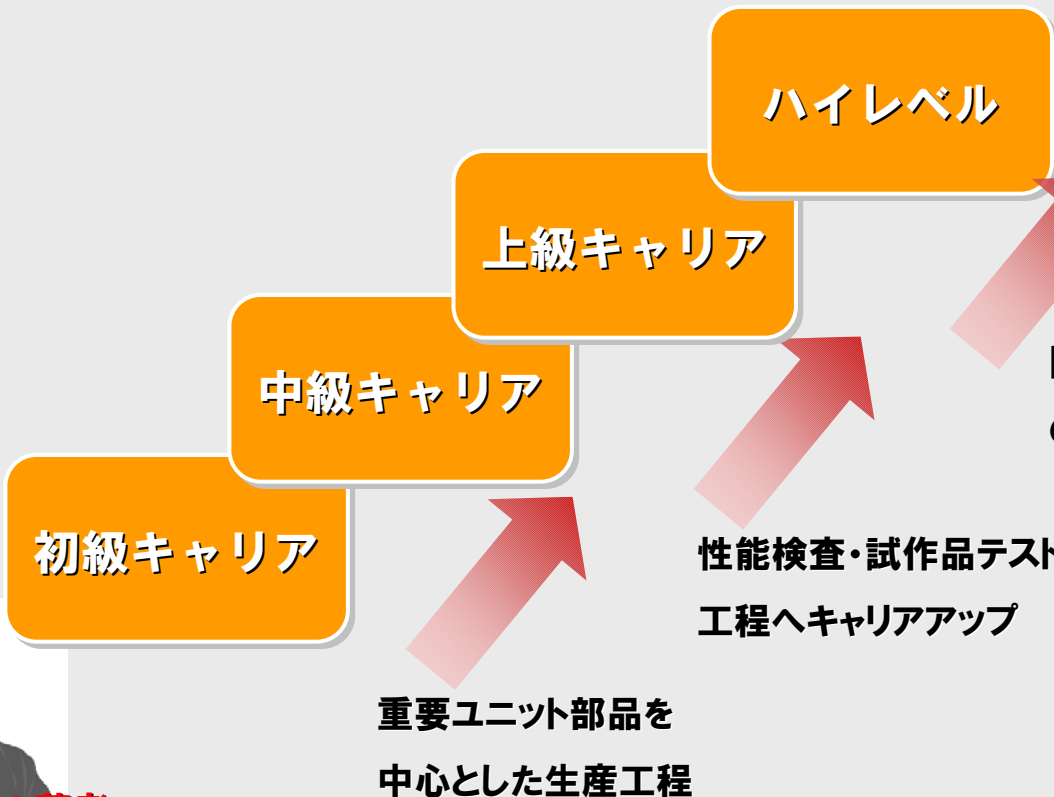 ハイレベル
上級キャリア
中級キャリア
初級キャリア
性能検査・試作品テスト
工程へキャリアアップ
重要ユニット部品を
中心とした生産工程